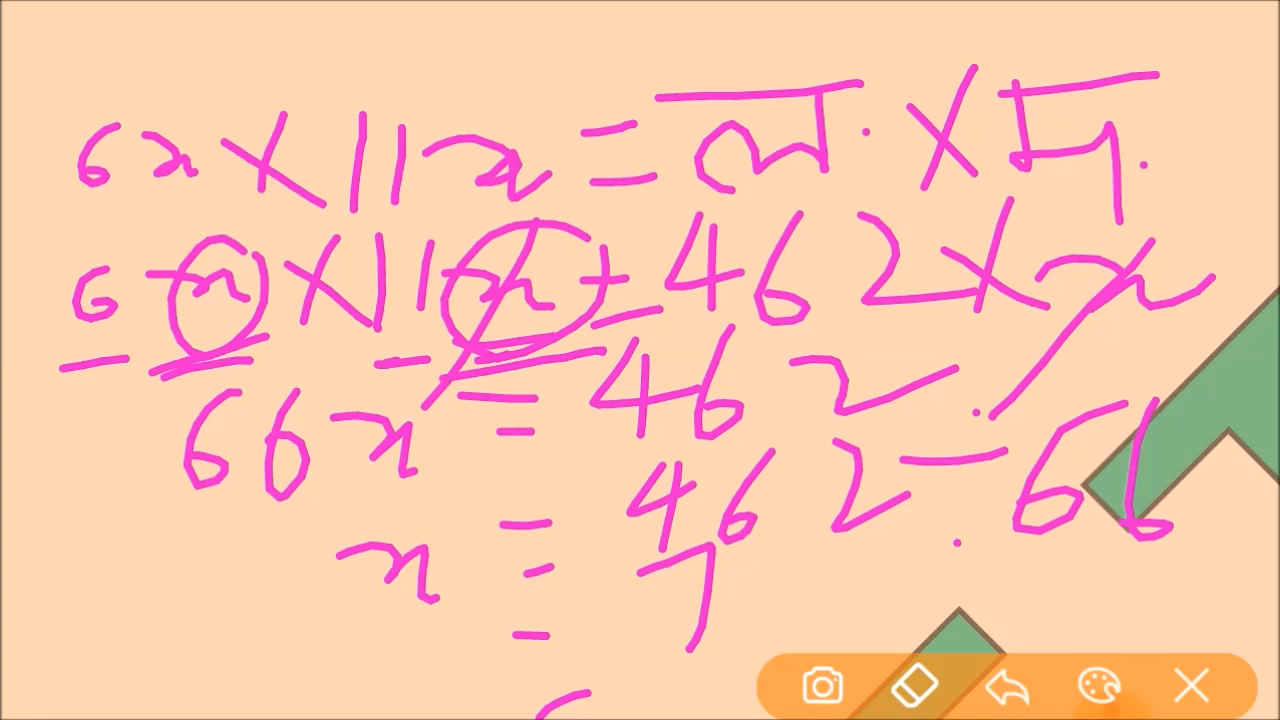 6x × 11x = ल. × म.
6x × 11x = 462 × x
66x = 462
= 462 ÷ 66
x = 7
=